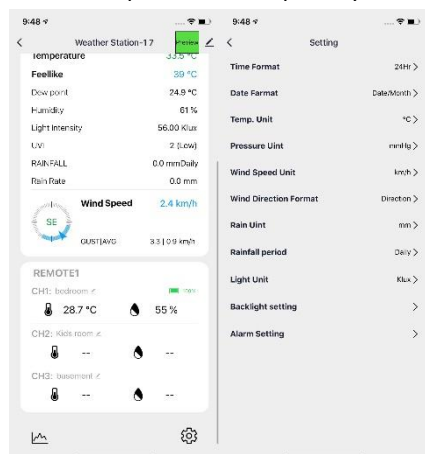 9:48
Weather Station-17
Preview
Temperature 33.5 °C
Feellike 39 °C
Dew point 24.9 °C
Humidity 61 %
Light Intensity 56.00 Klux
UVI 2 (Low)
RAINFALL 0.0 mmDaily
Rain Rate 0.0 mm
Wind Speed 2.4 km/h
SE
GUST|AVG 3.3 | 0.9 km/h
REMOTE1
CH1: bedroom
28.7 °C 55 %
CH2: Kids room
-- --
CH3: basement
-- --
9:48
Setting
Time Format 24Hr
Date Farmat Date/Month
Temp. Unit °C
Pressure Uint mmHg
Wind Speed Unit km/h
Wind Direction Format Direction
Rain Uint mm
Rainfall period Daily
Light Unit Klux
Backlight setting
Alarm Setting